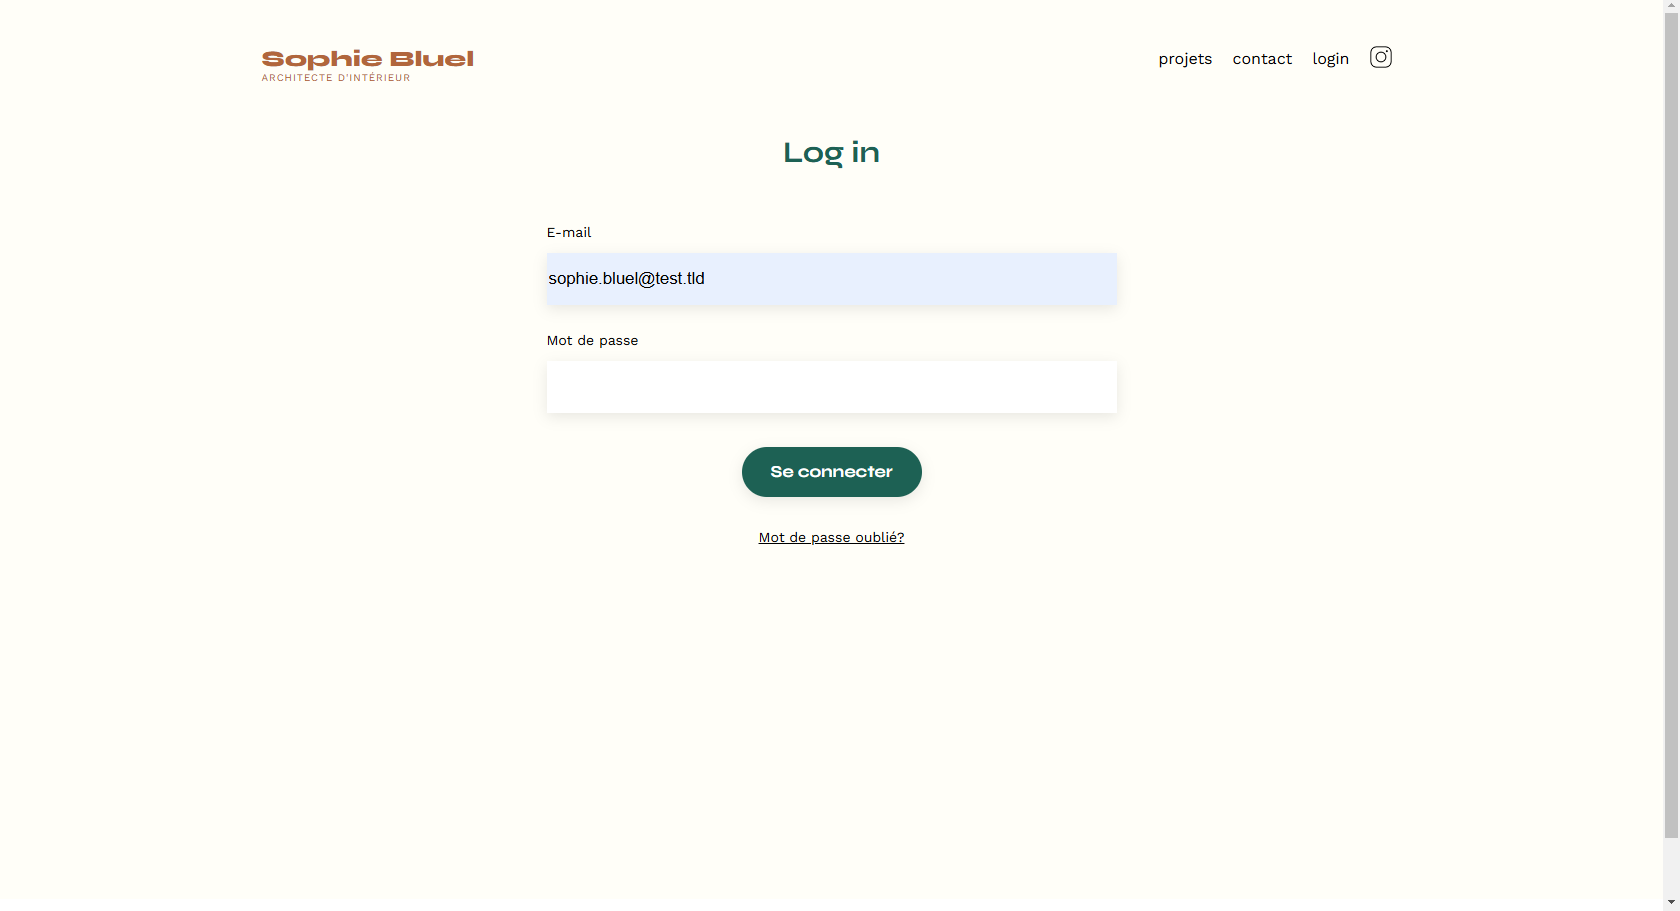 Sophie Bluel
ARCHITECTE D'INTÉRIEUR
projets contact login
Log in
E-mail
sophie.bluel@test.tld
Mot de passe
Se connecter
Mot de passe oublié?